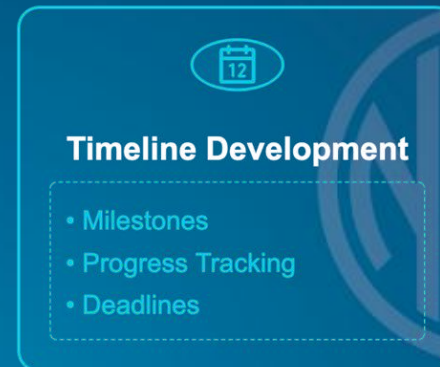 12
Timeline Development
• Milestones
• Progress Tracking
• Deadlines